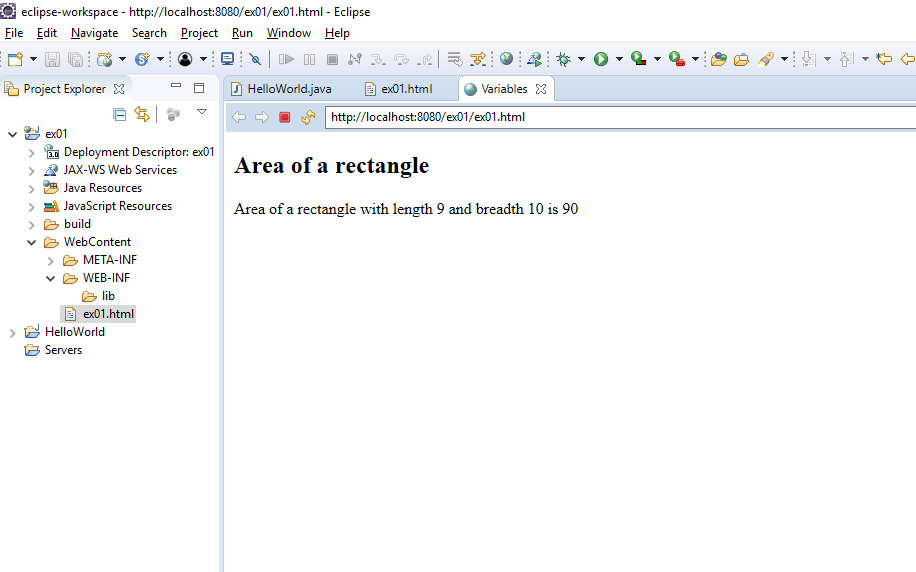 eclipse-workspace - http://localhost:8080/ex01/ex01.html - Eclipse
File Edit Navigate Search Project Run Window Help
Project Explorer
HelloWorld.java ex01.html Variables
http://localhost:8080/ex01/ex01.html
ex01
Deployment Descriptor: ex01
JAX-WS Web Services
Java Resources
JavaScript Resources
build
WebContent
META-INF
WEB-INF
lib
ex01.html
HelloWorld
Servers
Area of a rectangle
Area of a rectangle with length 9 and breadth 10 is 90